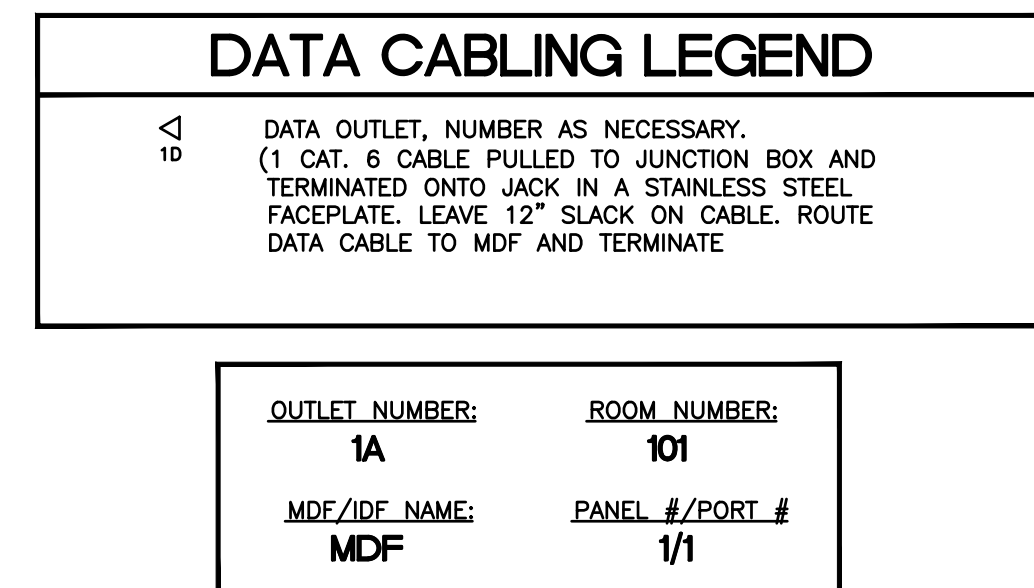 DATA CABLING LEGEND
DATA OUTLET, NUMBER AS NECESSARY.
1D
(1 CAT. 6 CABLE PULLED TO JUNCTION BOX AND
TERMINATED ONTO JACK IN A STAINLESS STEEL
FACEPLATE. LEAVE 12" SLACK ON CABLE. ROUTE
DATA CABLE TO MDF AND TERMINATE
OUTLET NUMBER: ROOM NUMBER:
1A 101
MDF/IDF NAME: PANEL #/PORT #
MDF 1/1